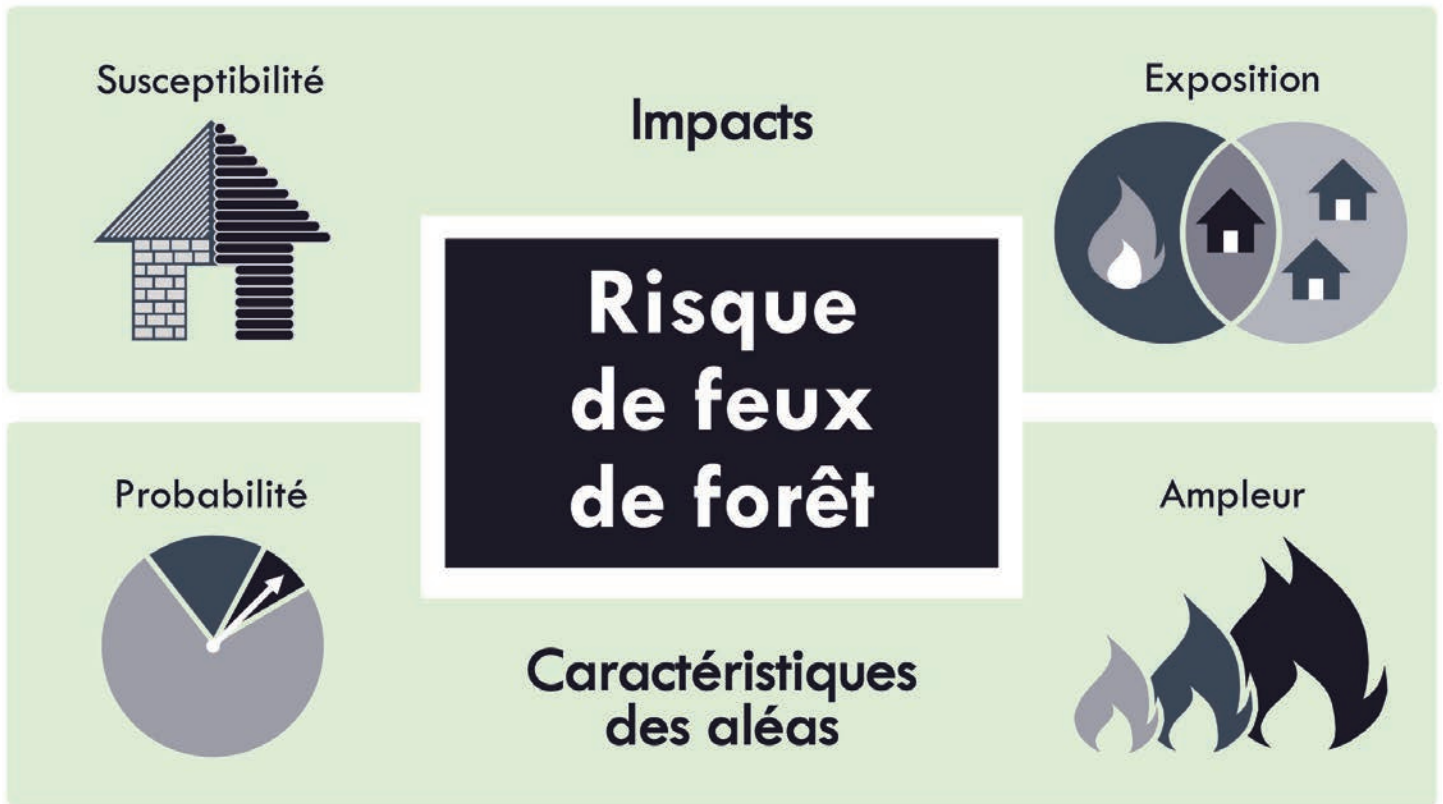 Susceptibilité
Impacts
Exposition
Risque
de feux
de forêt
Probabilité
Ampleur
Caractéristiques
des aléas